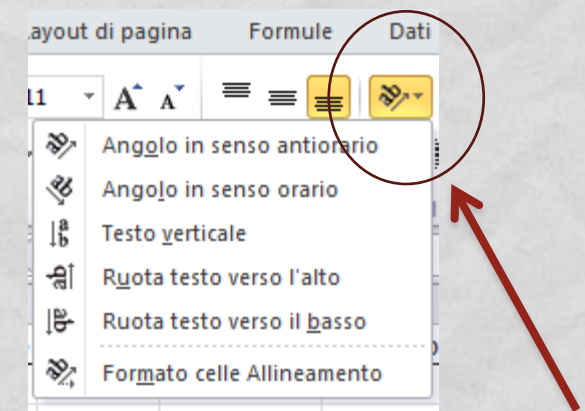 ayout di pagina Formule Dati
11
Angolo in senso antiorario
Angolo in senso orario
Testo verticale
Ruota testo verso l'alto
Ruota testo verso il basso
Formato celle Allineamento